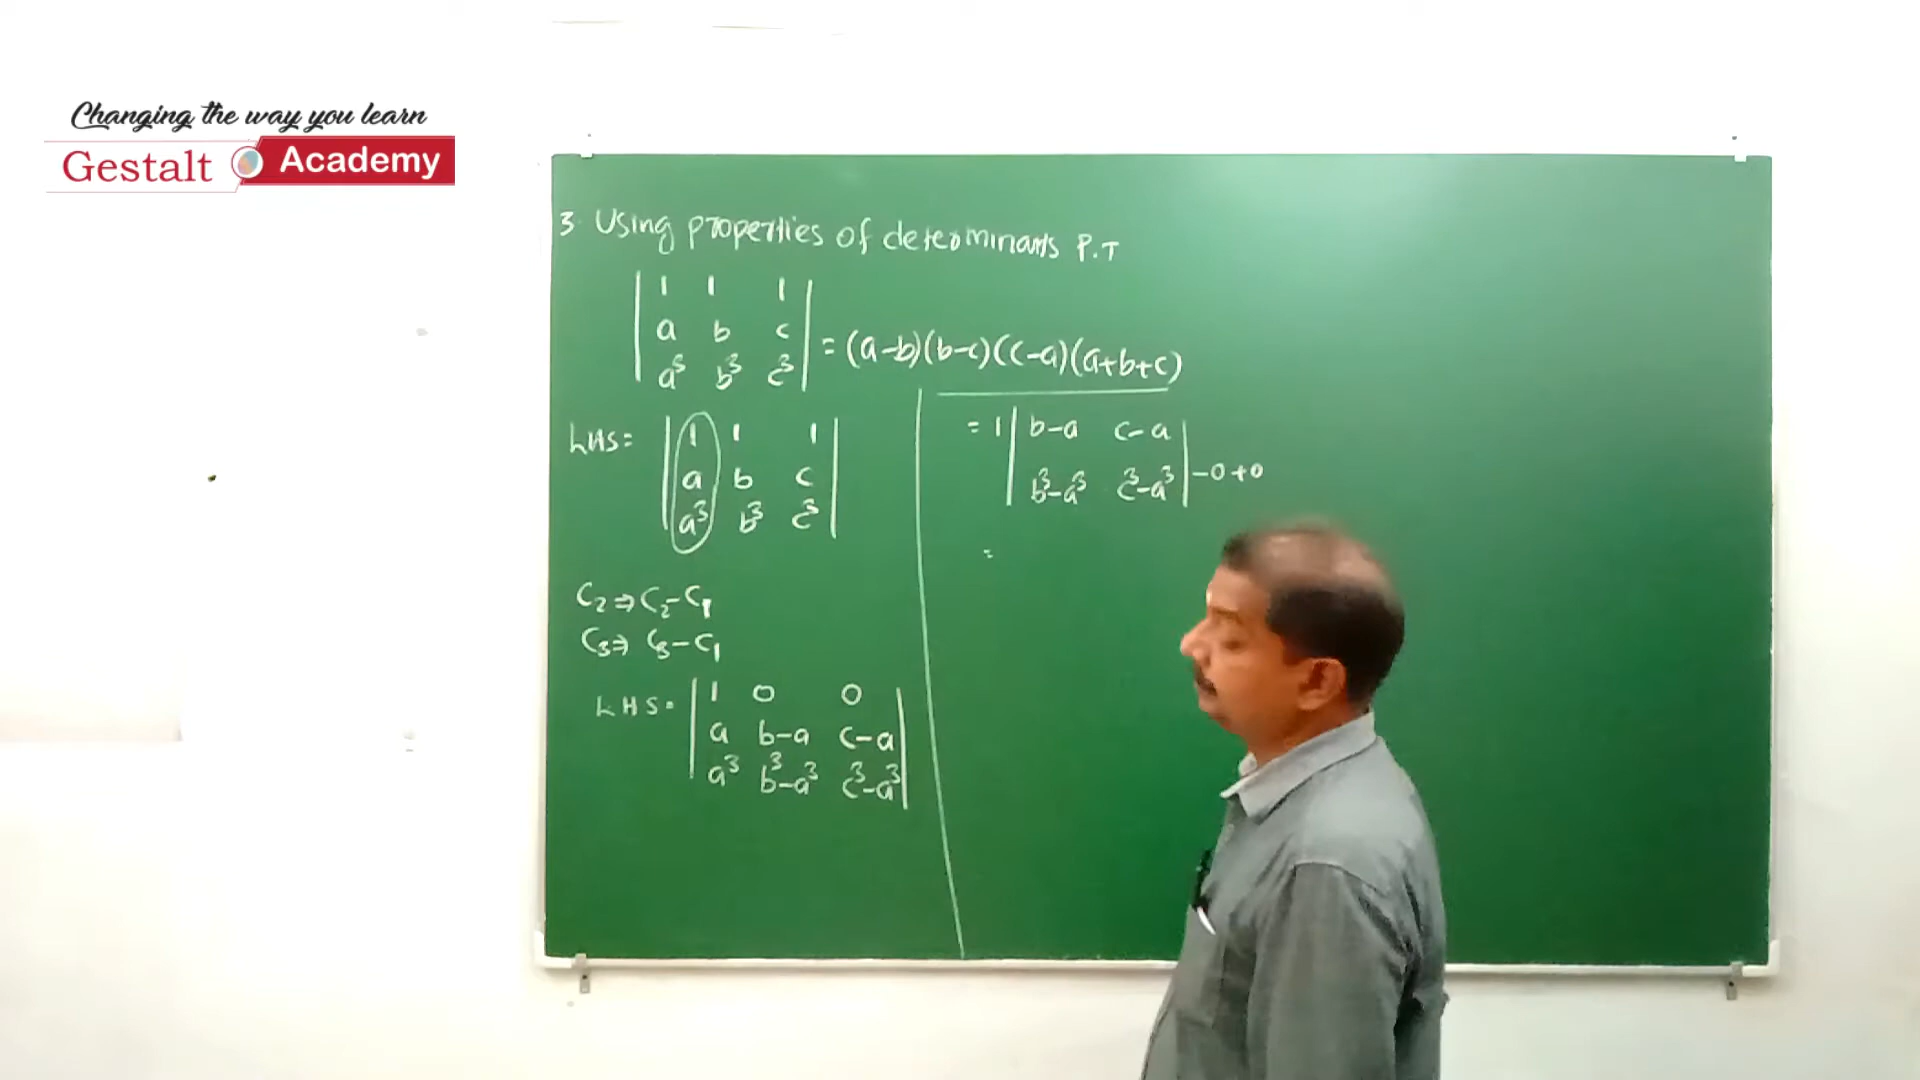 Changing the way you learn
Gestalt Academy
3. Using properties of determinants P.T
| 1 1 1 |
| a b c | = (a-b)(b-c)(c-a)(a+b+c)
| a³ b³ c³ |
LHS = | 1 1 1 |
| a b c |
| a³ b³ c³ |
C₂ ⇒ C₂-C₁
C₃ ⇒ C₃-C₁
LHS = | 1 0 0 |
| a b-a c-a |
| a³ b³-a³ c³-a³ |
= 1 | b-a c-a |
| b³-a³ c³-a³ | -0+0
=